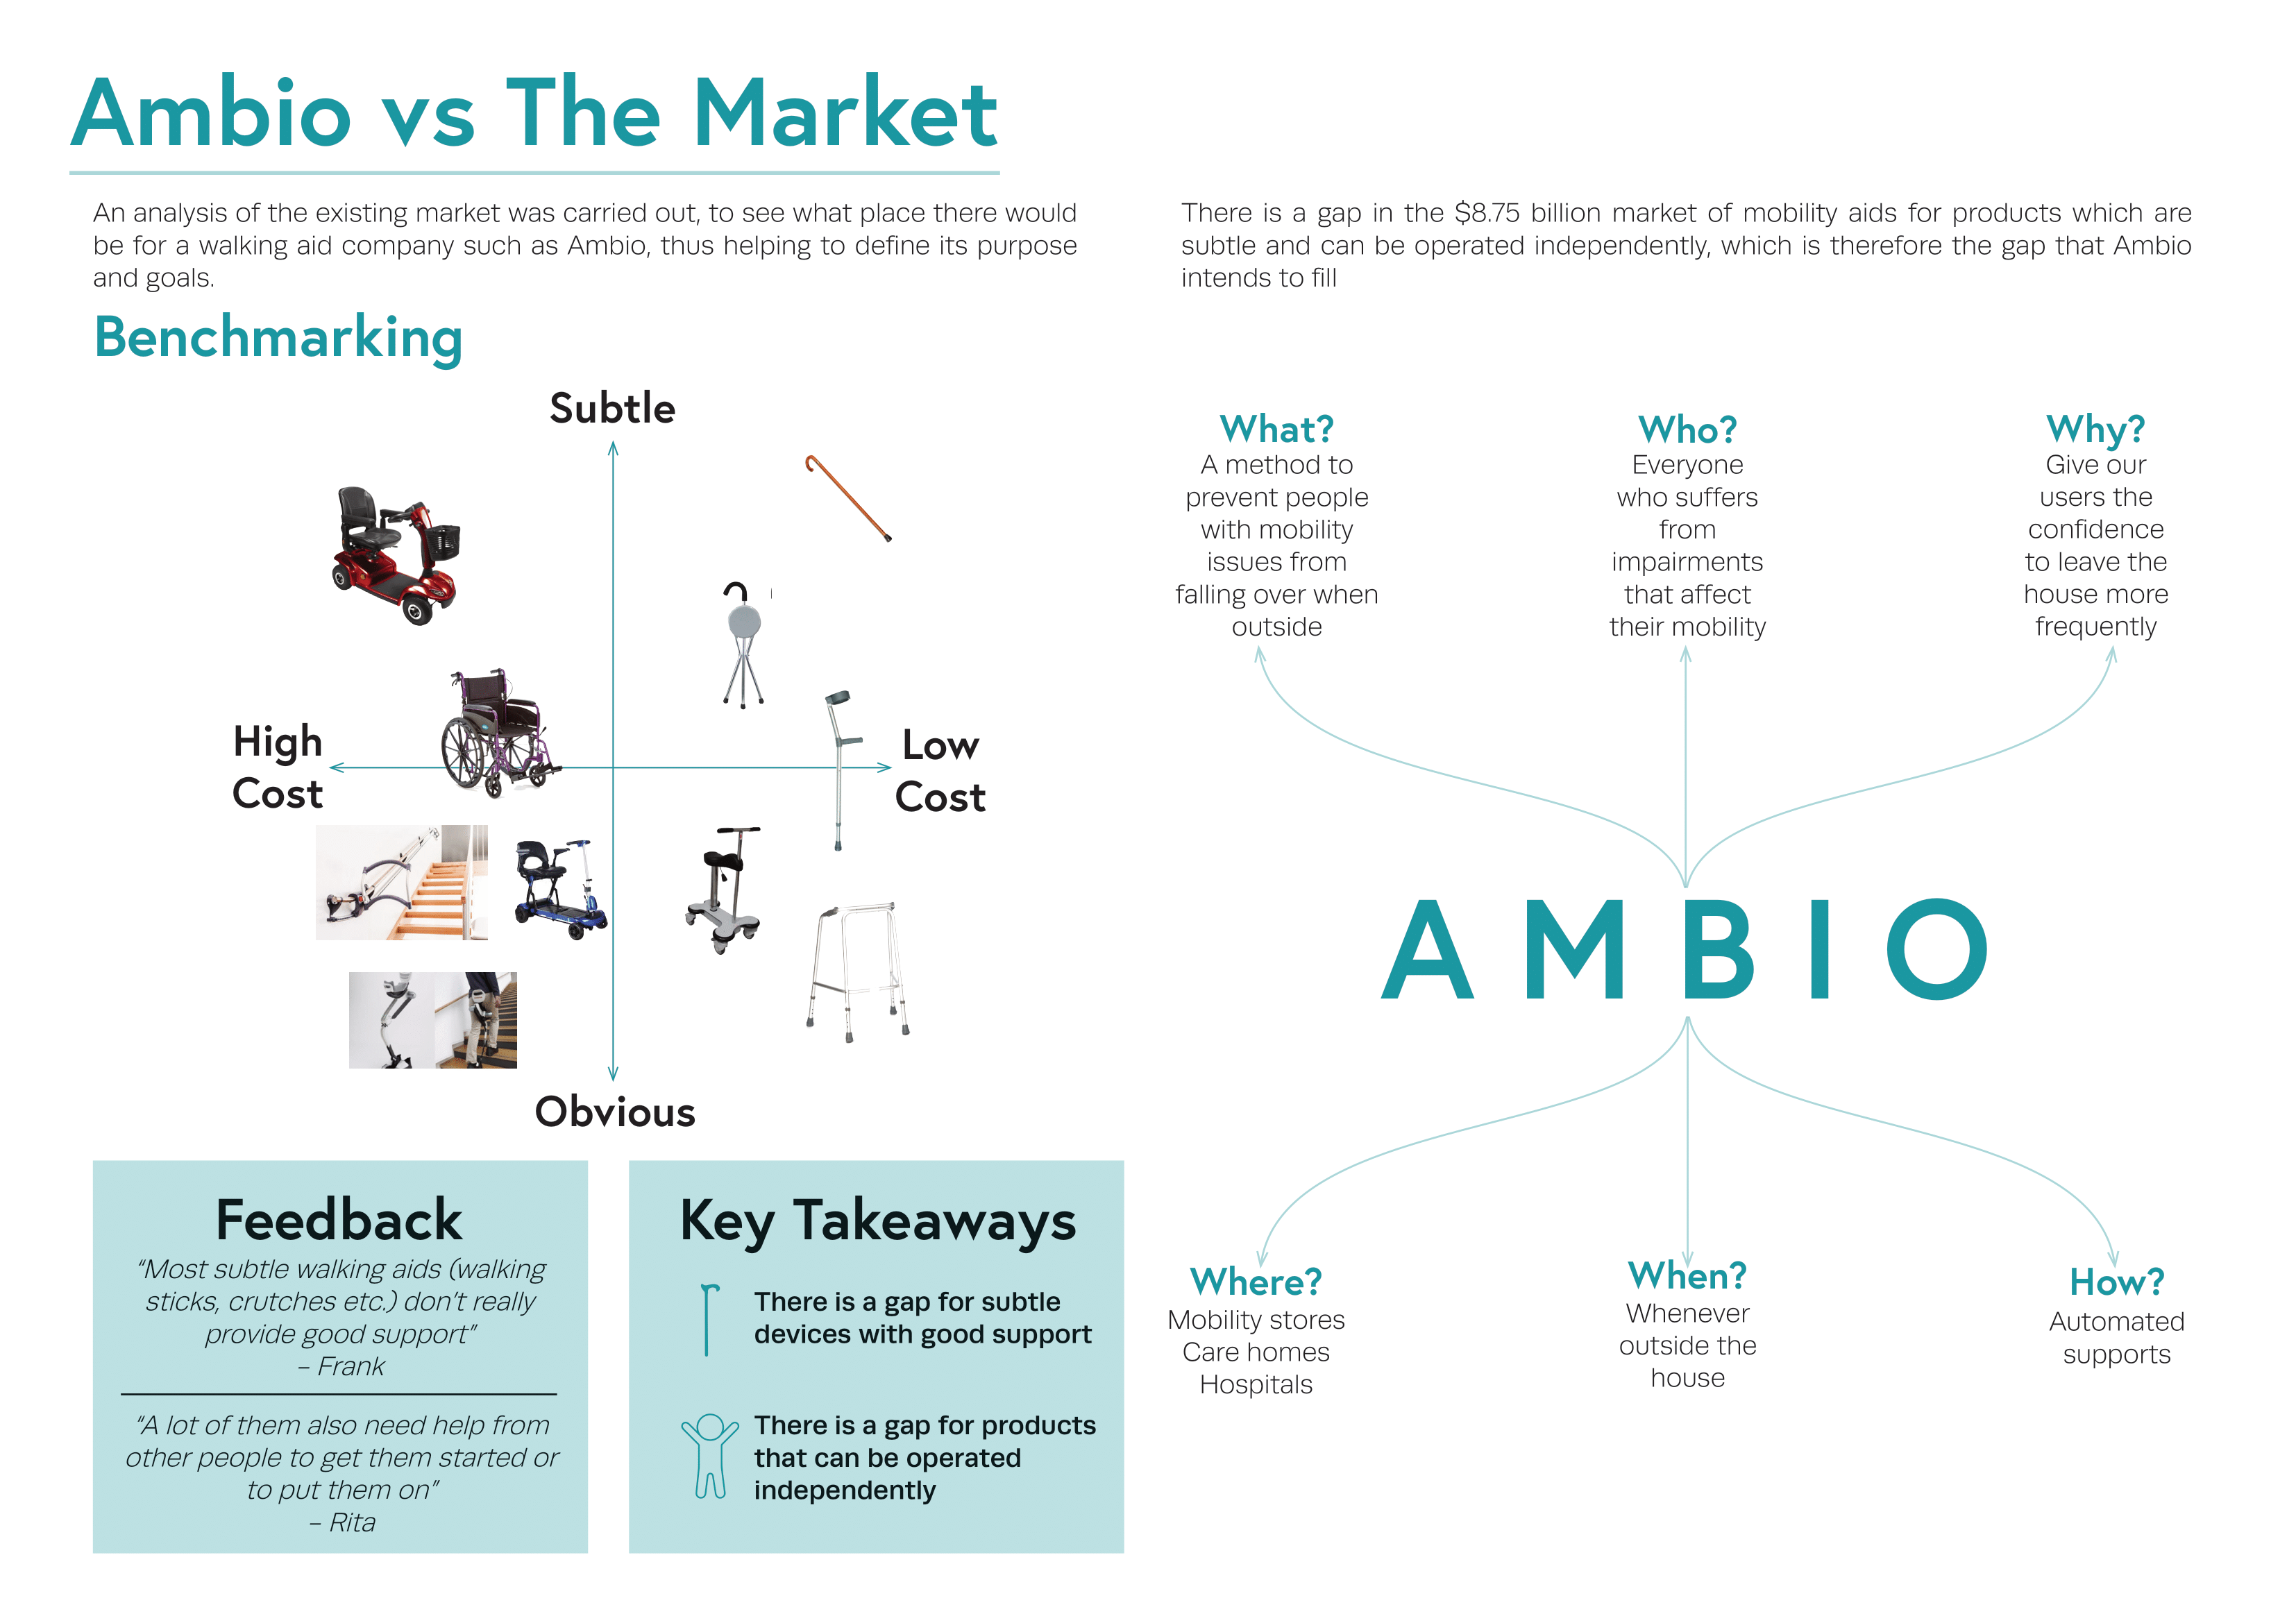 Ambio vs The Market
An analysis of the existing market was carried out, to see what place there would
be for a walking aid company such as Ambio, thus helping to define its purpose
and goals.
There is a gap in the $8.75 billion market of mobility aids for products which are
subtle and can be operated independently, which is therefore the gap that Ambio
intends to fill
Benchmarking
Subtle
High
Cost
Low
Cost
Obvious
Feedback
“Most subtle walking aids (walking
sticks, crutches etc.) don’t really
provide good support”
– Frank
“A lot of them also need help from
other people to get them started or
to put them on”
– Rita
Key Takeaways
There is a gap for subtle
devices with good support
There is a gap for products
that can be operated
independently
What?
A method to
prevent people
with mobility
issues from
falling over when
outside
Who?
Everyone
who suffers
from
impairments
that affect
their mobility
Why?
Give our
users the
confidence
to leave the
house more
frequently
AMBIO
Where?
Mobility stores
Care homes
Hospitals
When?
Whenever
outside the
house
How?
Automated
supports